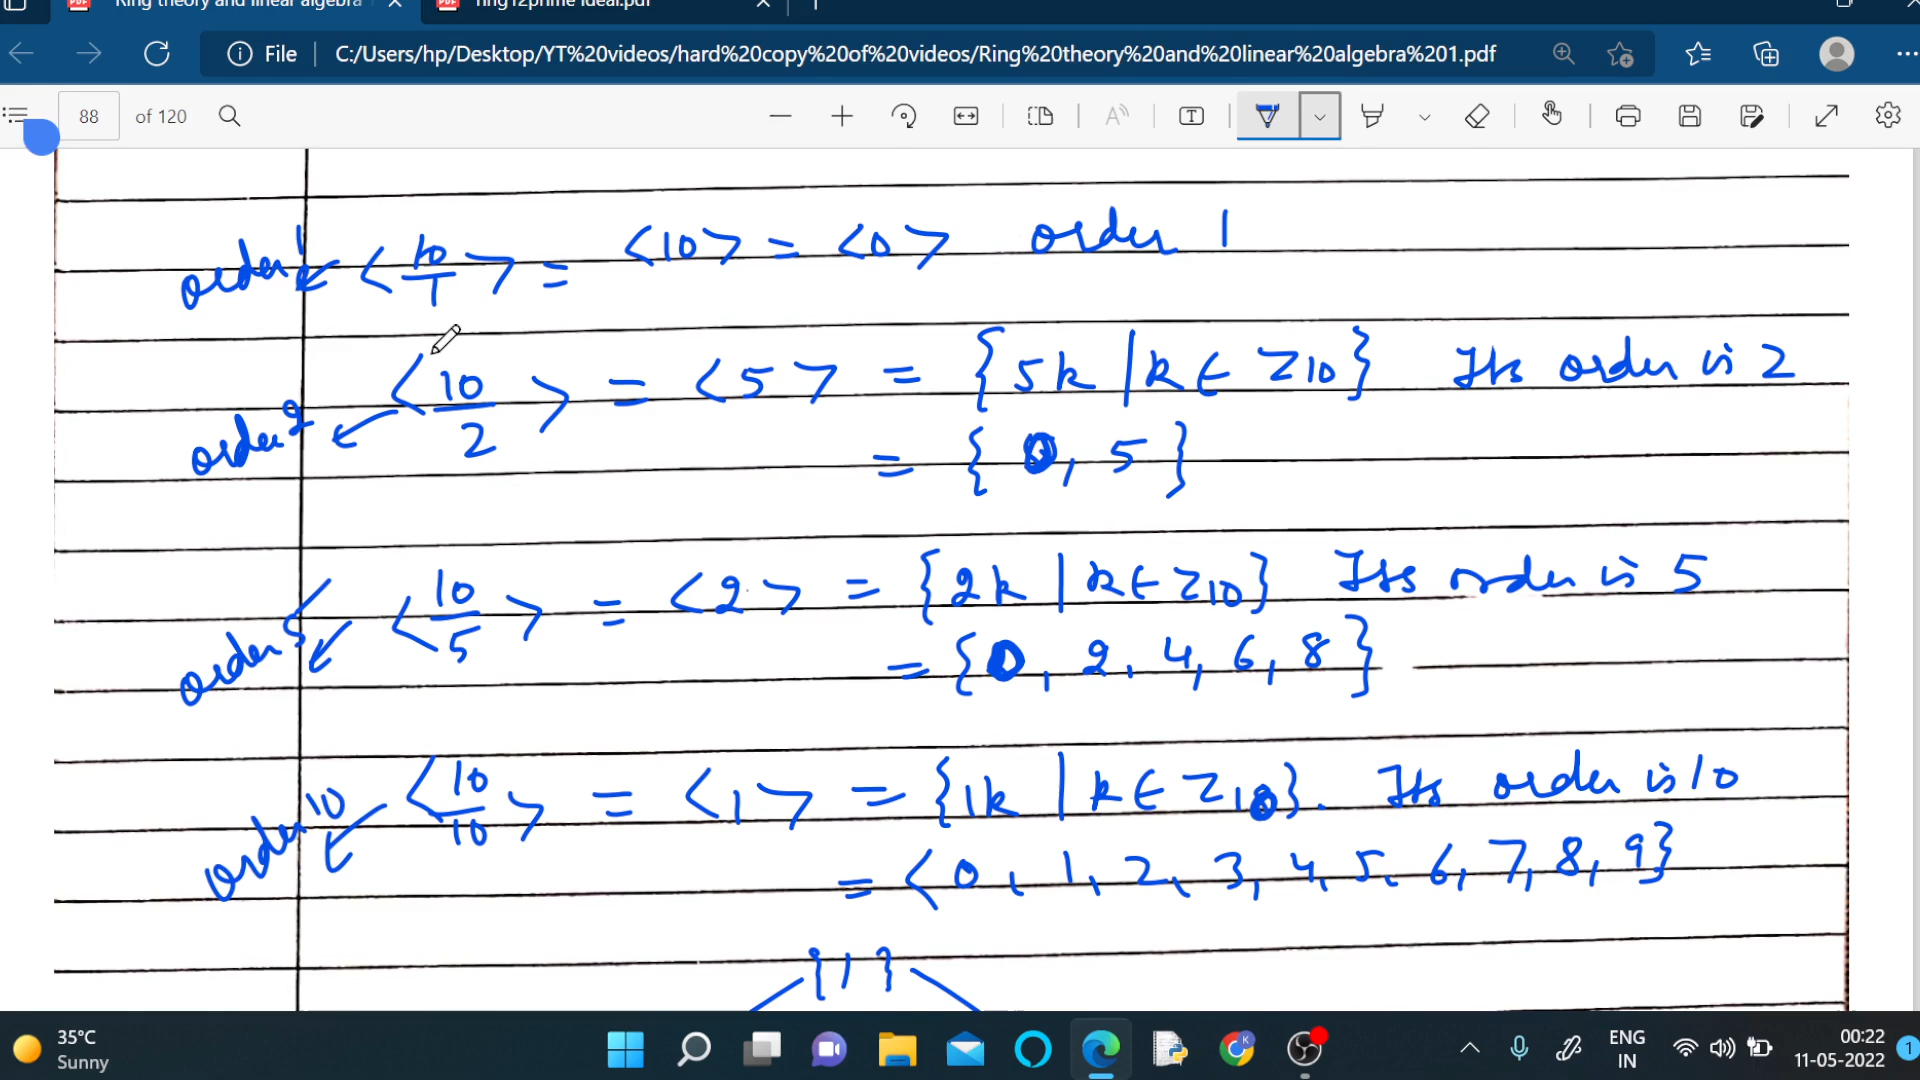 Ring theory and linear algebra
ring12prime ideal.pdf
File C:/Users/hp/Desktop/YT%20videos/hard%20copy%20of%20videos/Ring%20theory%20and%20linear%20algebra%201.pdf
88 of 120
order 1 < 10/1 > = <10> = <0> order 1
order 2 < 10/2 > = <5> = {5k | k ∈ Z10} Its order is 2
= {0, 5}
order 5 < 10/5 > = <2> = {2k | k ∈ Z10} Its order is 5
= {0, 2, 4, 6, 8}
order 10 < 10/10 > = <1> = {1k | k ∈ Z10}. Its order is 10
= < 0, 1, 2, 3, 4, 5, 6, 7, 8, 9}
{1}
35°C
Sunny
ENG
IN
00:22
11-05-2022
1